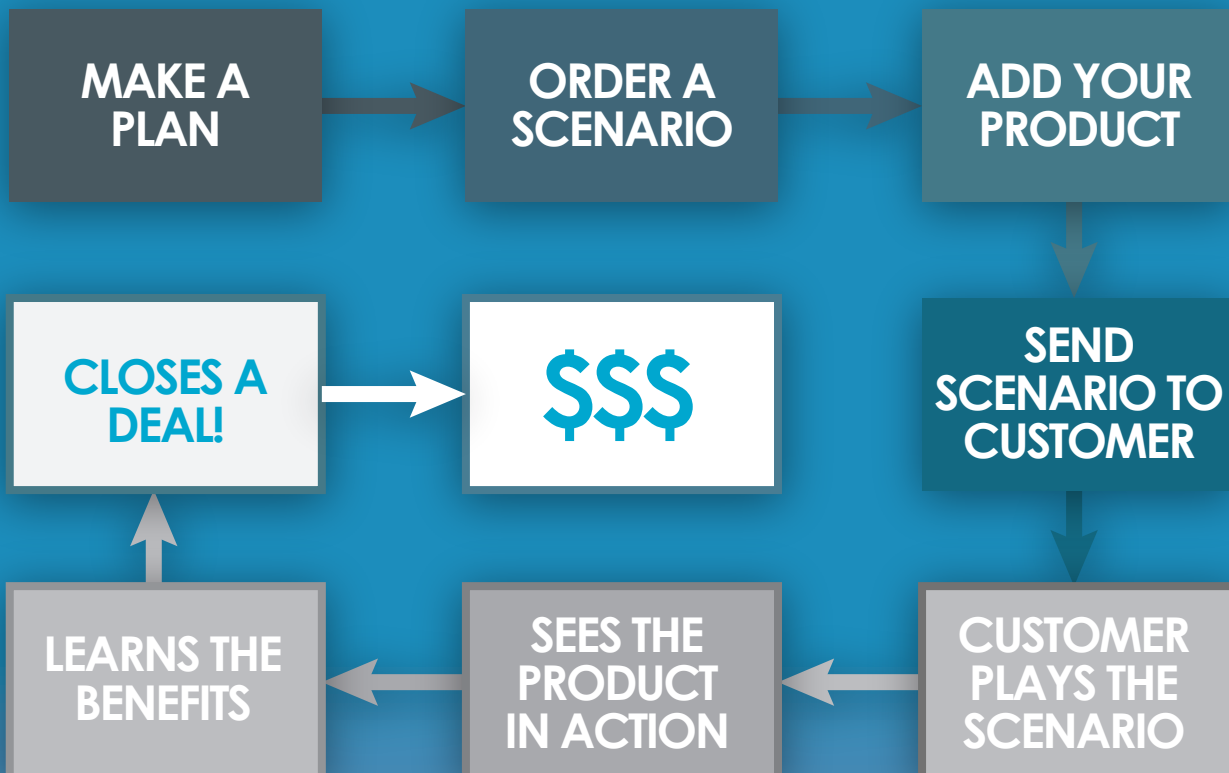 MAKE A
PLAN
ORDER A
SCENARIO
ADD YOUR
PRODUCT
SEND
SCENARIO TO
CUSTOMER
CUSTOMER
PLAYS THE
SCENARIO
SEES THE
PRODUCT
IN ACTION
LEARNS THE
BENEFITS
CLOSES A
DEAL!
$$$